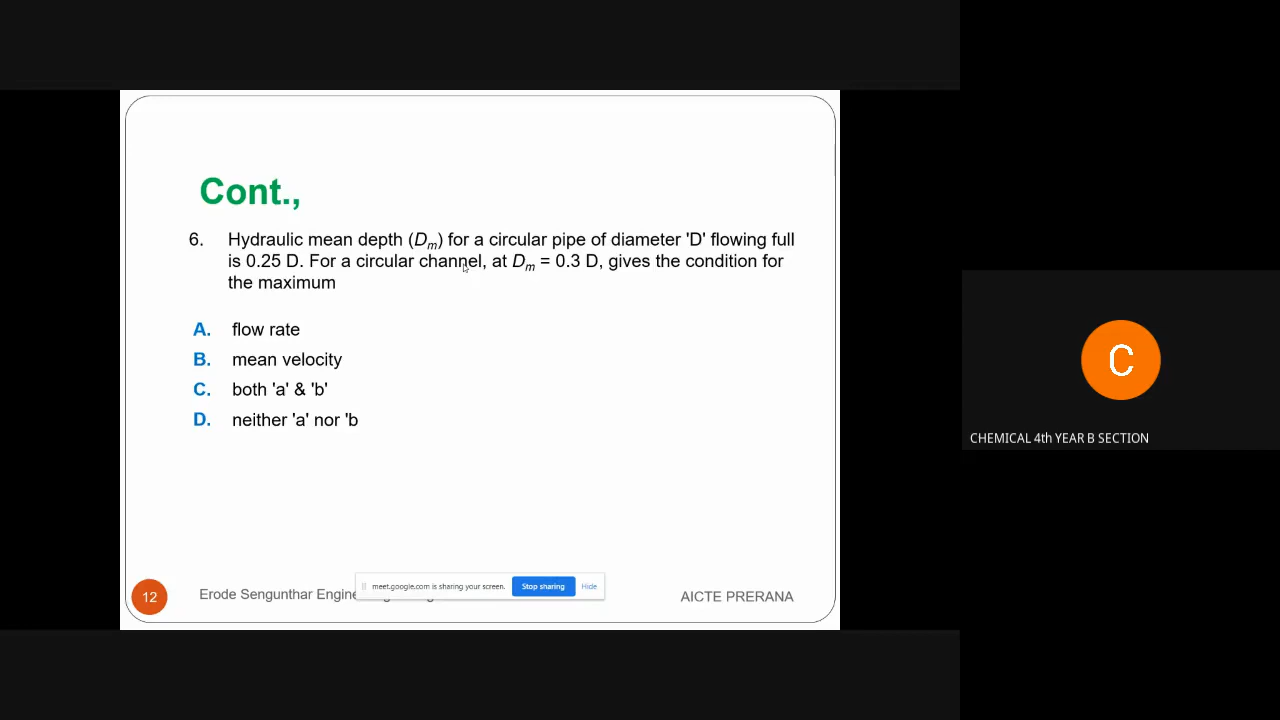 Cont.,
6. Hydraulic mean depth (Dm) for a circular pipe of diameter 'D' flowing full
is 0.25 D. For a circular channel, at Dm = 0.3 D, gives the condition for
the maximum
A. flow rate
B. mean velocity
C. both 'a' & 'b'
D. neither 'a' nor 'b
12
Erode Sengunthar
meet.google.com is sharing your screen. Stop sharing Hide
AICTE PRERANA
C
CHEMICAL 4th YEAR B SECTION